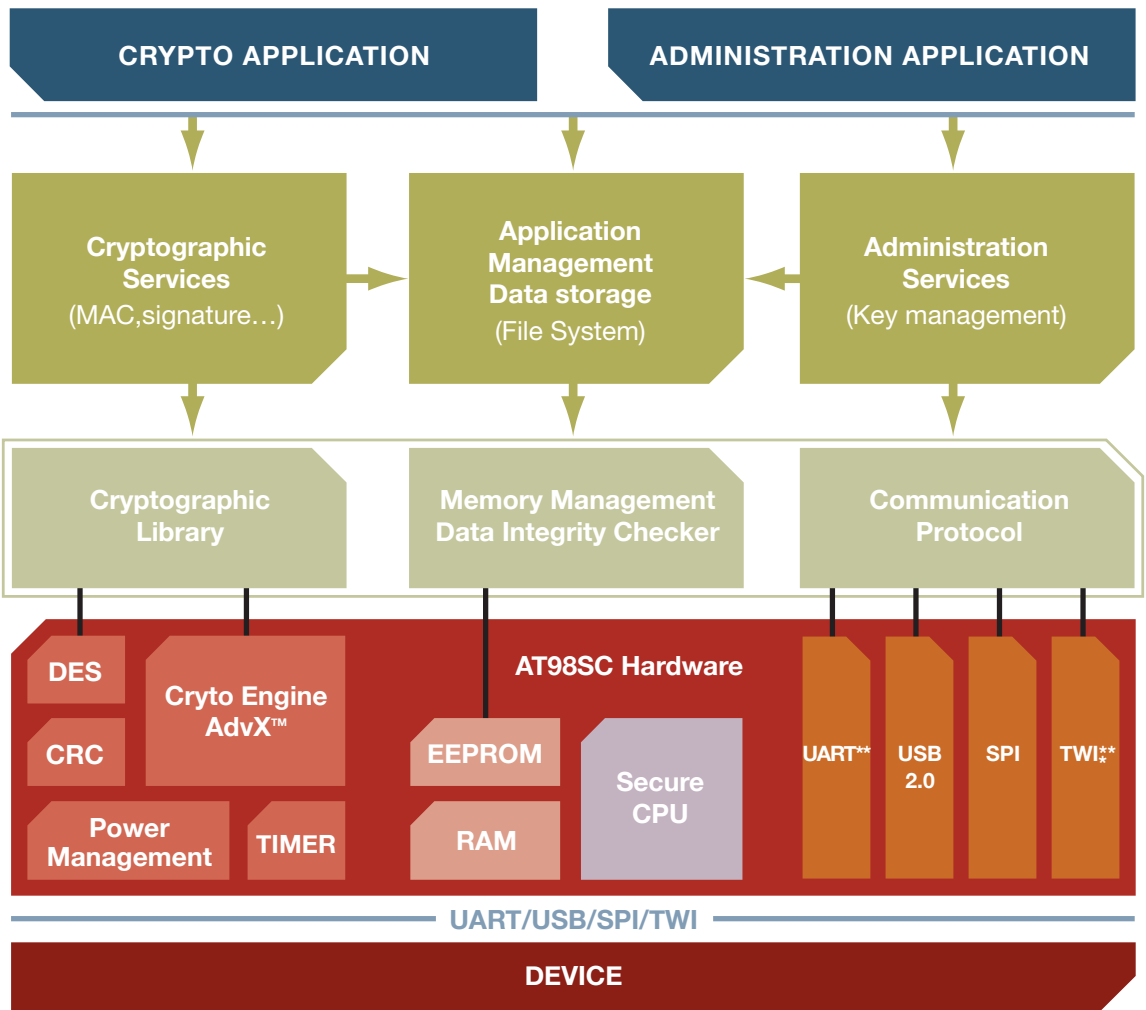 CRYPTO APPLICATION
ADMINISTRATION APPLICATION
Cryptographic
Services
(MAC,signature…)
Application
Management
Data storage
(File System)
Administration
Services
(Key management)
Cryptographic
Library
Memory Management
Data Integrity Checker
Communication
Protocol
AT98SC Hardware
DES
Cryto Engine
AdvX™
CRC
Power
Management
TIMER
EEPROM
RAM
Secure
CPU
UART**
USB
2.0
SPI
TWI***
UART/USB/SPI/TWI
DEVICE